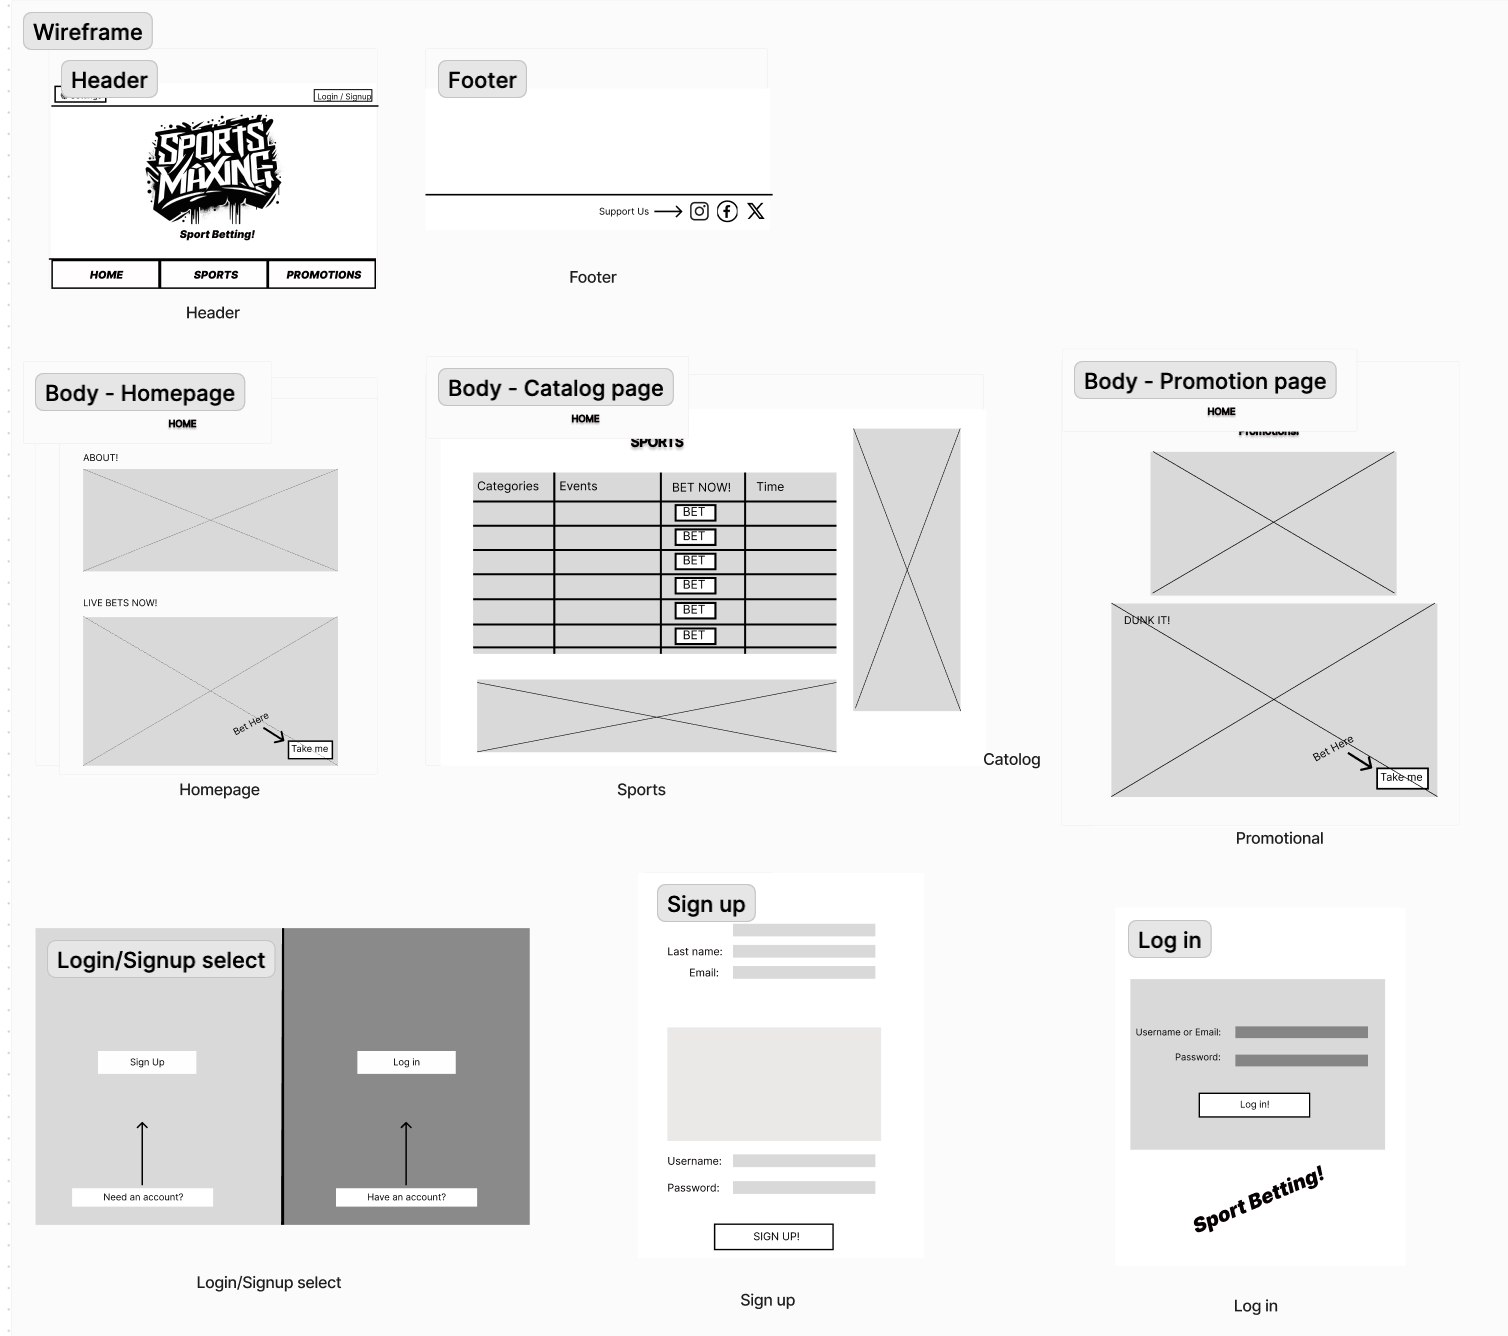 Wireframe
Header
Login / Signup
SPORTS
MAXING
Sport Betting!
HOME SPORTS PROMOTIONS
Header
Footer
Support Us
Footer
Body - Homepage
HOME
ABOUT!
LIVE BETS NOW!
Bet Here
Take me
Homepage
Body - Catalog page
HOME
SPORTS
Categories Events BET NOW! Time
BET
BET
BET
BET
BET
BET
Sports
Catolog
Body - Promotion page
HOME
Promotions!
DUNK IT!
Bet Here
Take me
Promotional
Login/Signup select
Sign Up
Log in
Need an account?
Have an account?
Login/Signup select
Sign up
Last name:
Email:
Username:
Password:
SIGN UP!
Sign up
Log in
Username or Email:
Password:
Log in!
Sport Betting!
Log in